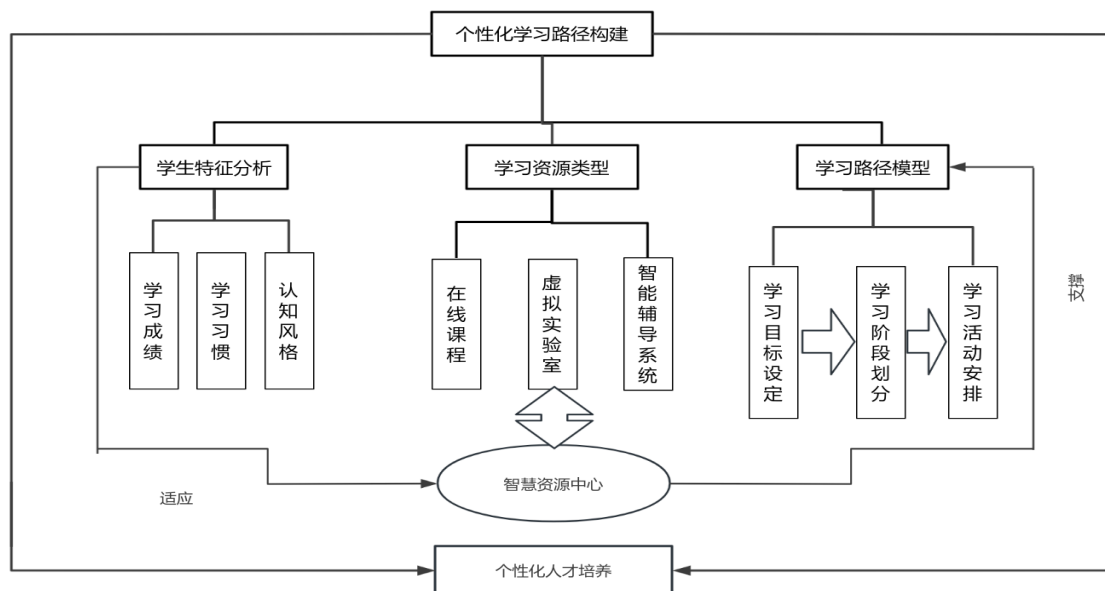 个性化学习路径构建
学生特征分析
学习资源类型
学习路径模型
学习成绩
学习习惯
认知风格
在线课程
虚拟实验室
智能辅导系统
学习目标设定
学习阶段划分
学习活动安排
支撑
智慧资源中心
适应
个性化人才培养